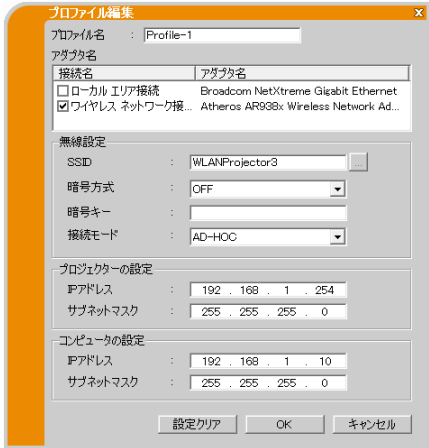 プロファイル編集
プロファイル名 : Profile-1
アダプタ名
接続名 アダプタ名
ローカル エリア接続 Broadcom NetXtreme Gigabit Ethernet
ワイヤレス ネットワーク接... Atheros AR938x Wireless Network Ad...
無線設定
SSID : WLANProjector3 ...
暗号方式 : OFF
暗号キー :
接続モード : AD-HOC
プロジェクターの設定
IPアドレス : 192 . 168 . 1 . 254
サブネットマスク : 255 . 255 . 255 . 0
コンピュータの設定
IPアドレス : 192 . 168 . 1 . 10
サブネットマスク : 255 . 255 . 255 . 0
設定クリア OK キャンセル